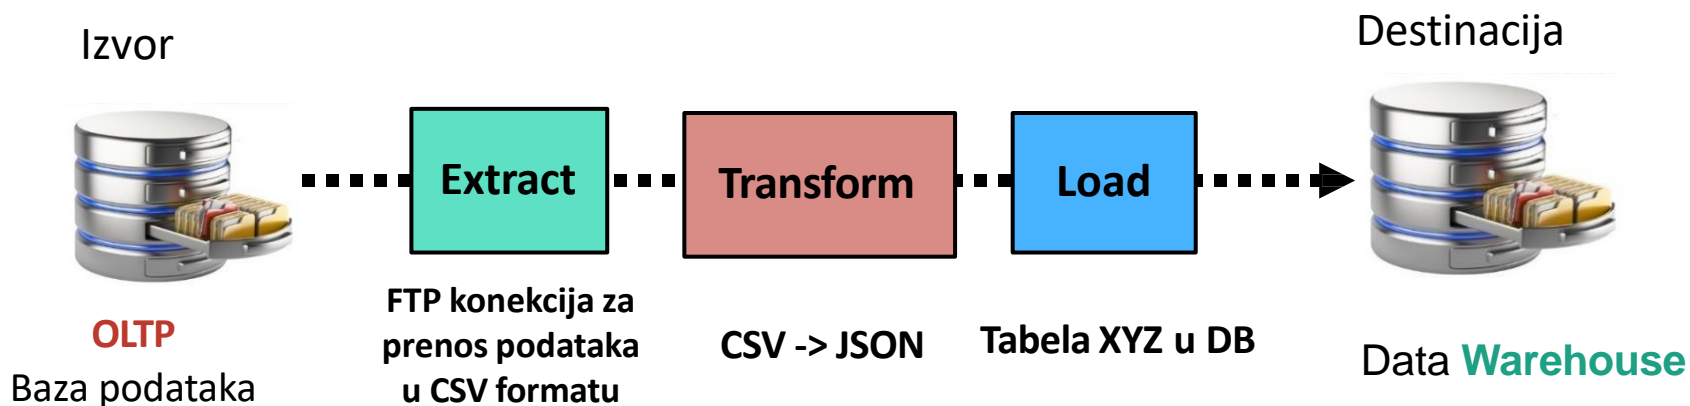 Izvor
Destinacija
Extract
Transform
Load
OLTP
Baza podataka
FTP konekcija za
prenos podataka
u CSV formatu
CSV -> JSON
Tabela XYZ u DB
Data Warehouse